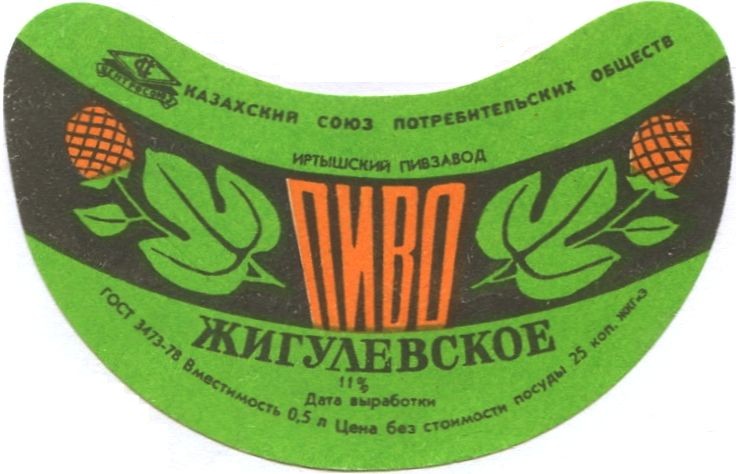 ЦЕНТРОСОЮЗ
КАЗАХСКИЙ СОЮЗ ПОТРЕБИТЕЛЬСКИХ ОБЩЕСТВ
ИРТЫШСКИЙ ПИВЗАВОД
ПИВО
ЖИГУЛЕВСКОЕ
11%
Дата выработки
ГОСТ 3473-78 Вместимость 0,5 л Цена без стоимости посуды 25 коп.